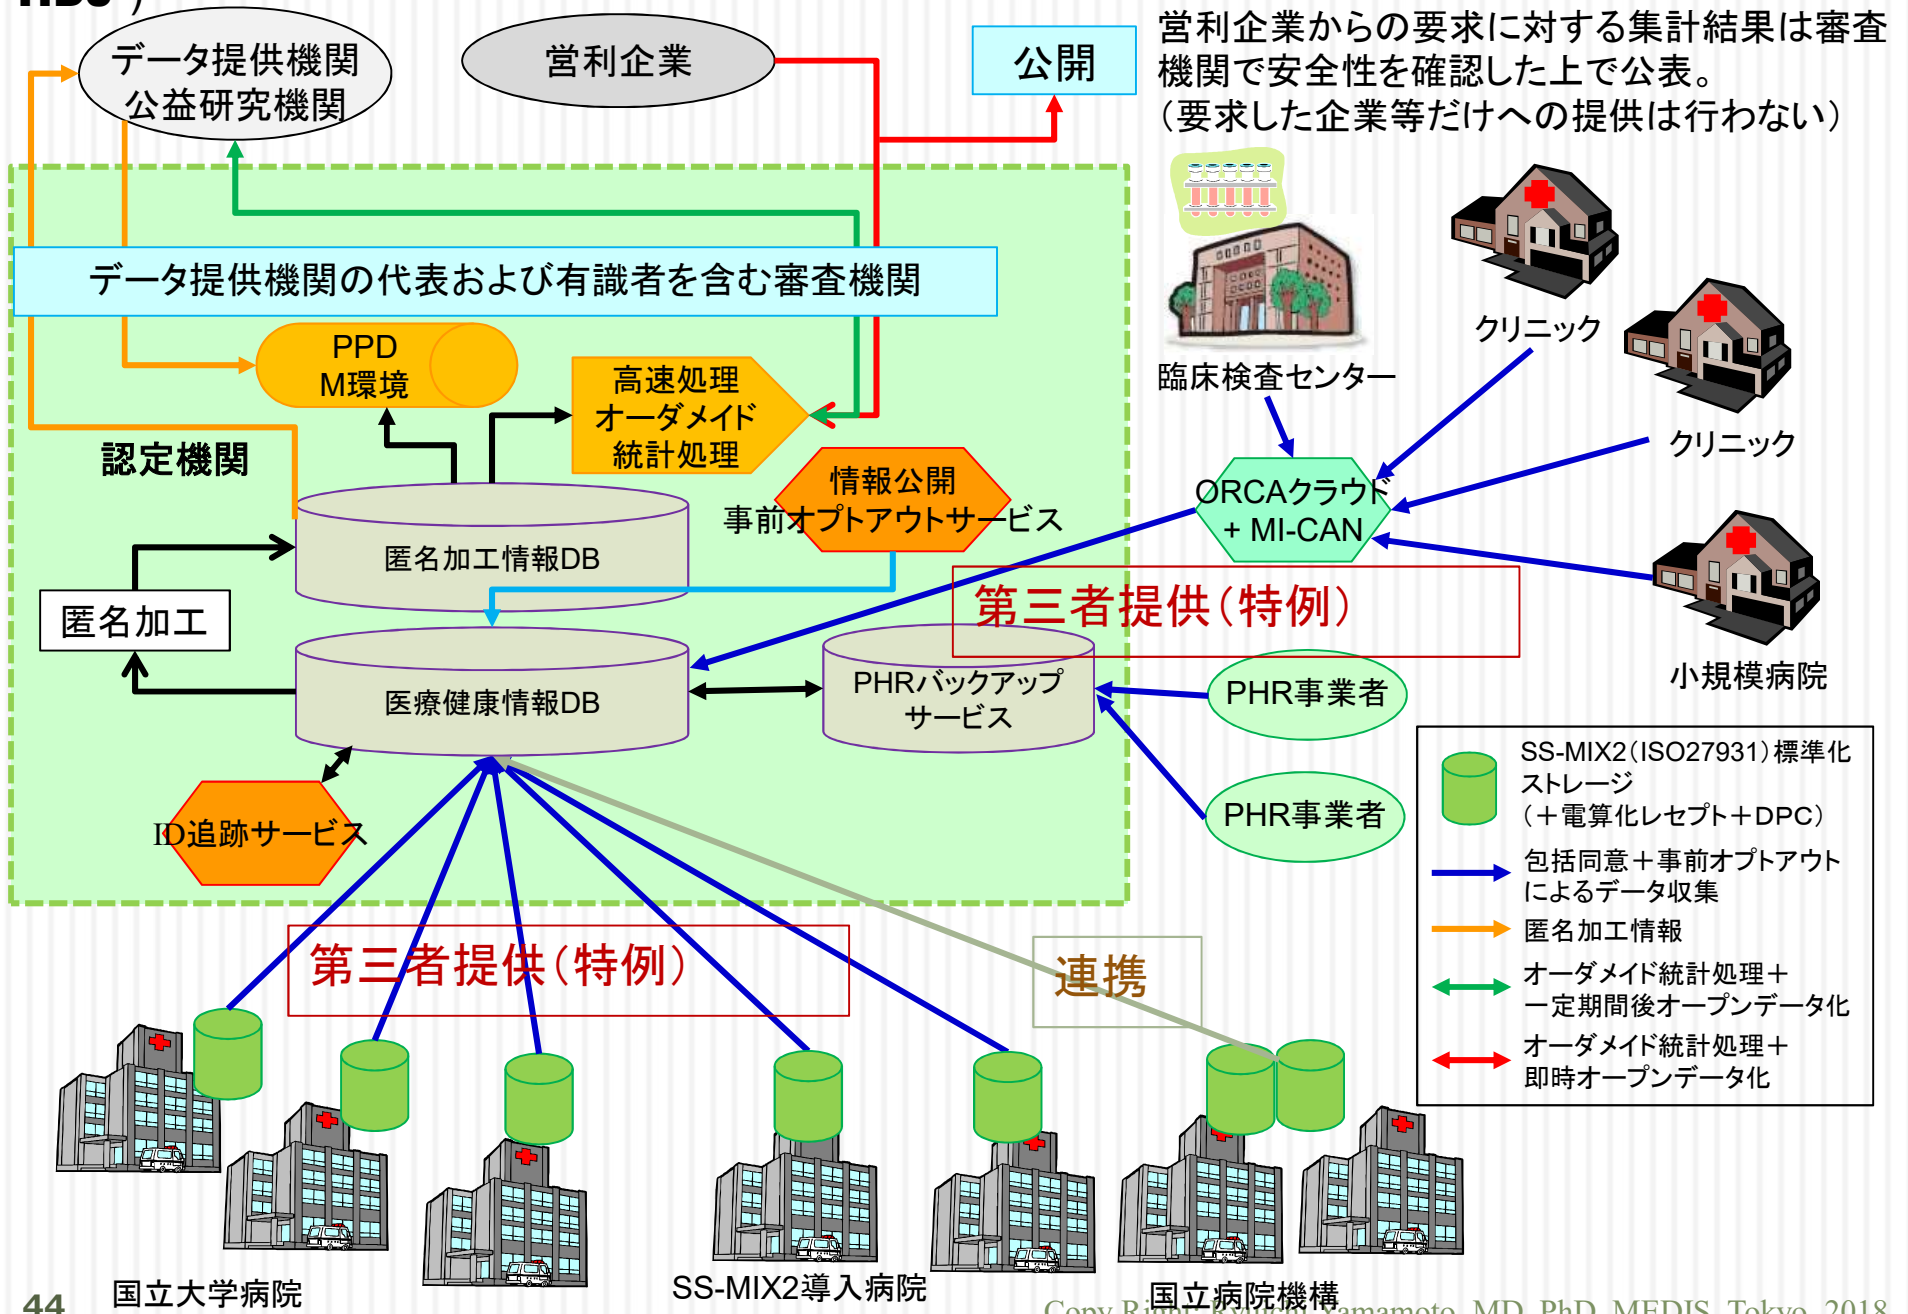 データ提供機関
公益研究機関
営利企業
公開
営利企業からの要求に対する集計結果は審査
機関で安全性を確認した上で公表。
（要求した企業等だけへの提供は行わない）
データ提供機関の代表および有識者を含む審査機関
PPD
M環境
高速処理
オーダメイド
統計処理
認定機関
情報公開
事前オプトアウトサービス
匿名加工情報DB
匿名加工
医療健康情報DB
PHRバックアップ
サービス
ID追跡サービス
臨床検査センター
クリニック
クリニック
ORCAクラウド
+ MI-CAN
小規模病院
第三者提供（特例）
PHR事業者
PHR事業者
SS-MIX2（ISO27931）標準化
ストレージ
（＋電算化レセプト＋DPC）
包括同意＋事前オプトアウト
によるデータ収集
匿名加工情報
オーダメイド統計処理＋
一定期間後オープンデータ化
オーダメイド統計処理＋
即時オープンデータ化
第三者提供（特例）
連携
国立大学病院
SS-MIX2導入病院
国立病院機構
44
Yamamoto, MD, PhD, MEDIS, Tokyo, 2018